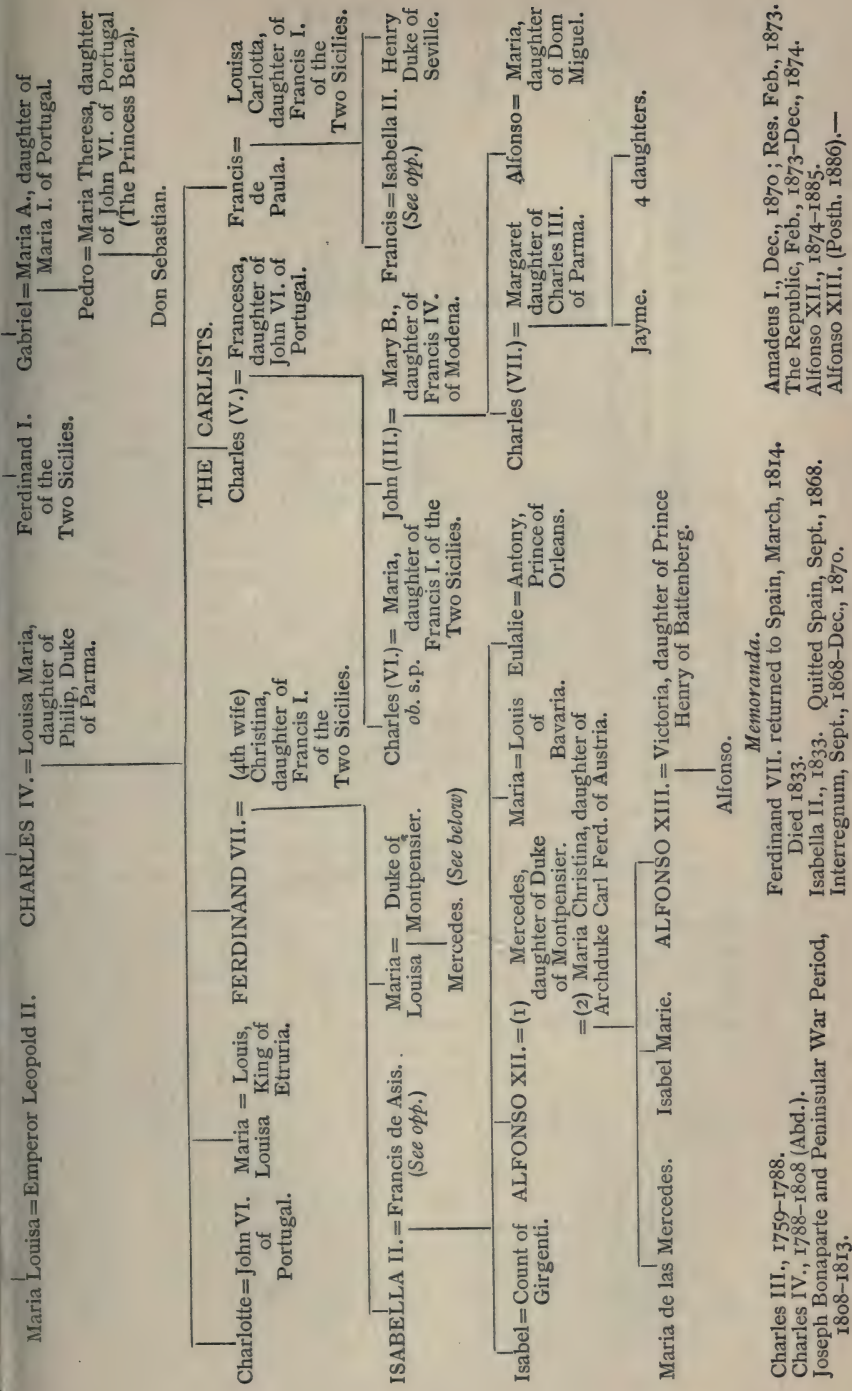 Maria Louisa = Emperor Leopold II.
CHARLES IV. = Louisa Maria,
daughter of
Philip, Duke
of Parma.
Ferdinand I.
of the
Two Sicilies.
Gabriel = Maria A., daughter of
Maria I. of Portugal.
Pedro = Maria Theresa, daughter
of John VI. of Portugal
(The Princess Beira).
Don Sebastian.
THE CARLISTS.
Charlotte = John VI.
of
Portugal.
Maria = Louis,
Louisa King of
Etruria.
FERDINAND VII. = (4th wife)
Christina,
daughter of
Francis I.
of the
Two Sicilies.
Charles (V.) = Francesca,
daughter of
John VI. of
Portugal.
Francis = Louisa
de Carlotta,
Paula. daughter of
Francis I.
of the
Two Sicilies.
ISABELLA II. = Francis de Asis.
(See opp.)
Maria = Duke of
Louisa Montpensier.
Mercedes. (See below)
Charles (VI.) = Maria,
ob. s.p. daughter of
Francis I. of the
Two Sicilies.
John (III.) = Mary B.,
daughter of
Francis IV.
of Modena.
Francis = Isabella II.
(See opp.)
Henry
Duke of
Seville.
Isabel = Count of
Girgenti.
ALFONSO XII. = (1) Mercedes,
daughter of Duke
of Montpensier.
= (2) Maria Christina, daughter of
Archduke Carl Ferd. of Austria.
Maria = Louis
of
Bavaria.
Eulalie = Antony,
Prince of
Orleans.
Charles (VII.) = Margaret
daughter of
Charles III.
of Parma.
Alfonso = Maria,
daughter
of Dom
Miguel.
Maria de las Mercedes.
Isabel Marie.
ALFONSO XIII. = Victoria, daughter of Prince
Henry of Battenberg.
Jayme.
4 daughters.
Alfonso.
Memoranda.
Charles III., 1759–1788.
Charles IV., 1788–1808 (Abd.).
Joseph Bonaparte and Peninsular War Period,
1808–1813.
Ferdinand VII. returned to Spain, March, 1814.
Died 1833.
Isabella II., 1833. Quitted Spain, Sept., 1868.
Interregnum, Sept., 1868–Dec., 1870.
Amadeus I., Dec., 1870; Res. Feb., 1873.
The Republic, Feb., 1873–Dec., 1874.
Alfonso XII., 1874–1885.
Alfonso XIII. (Posth. 1886).—